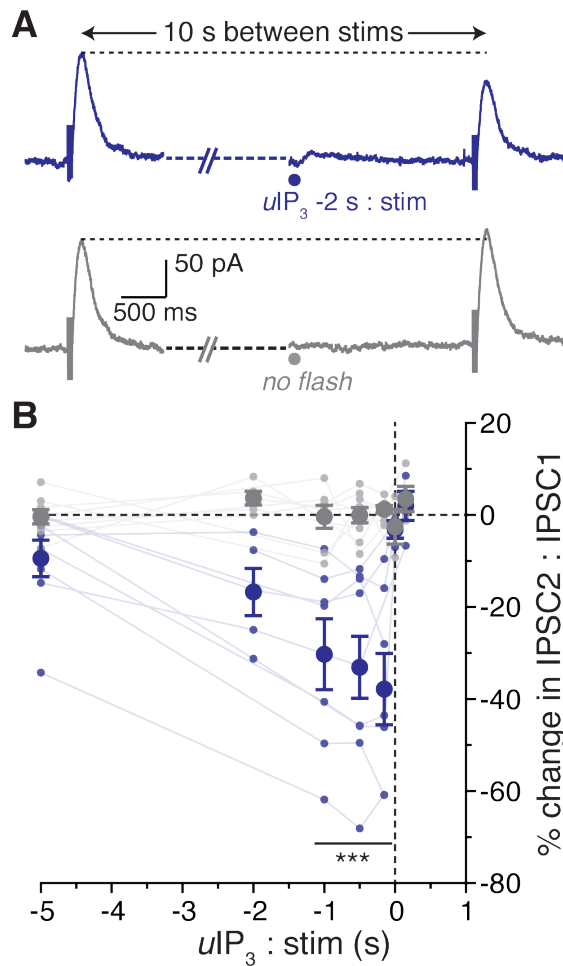 A
10 s between stims
uIP3 -2 s : stim
50 pA
500 ms
no flash
B
20
0
-20
-40
-60
-80
% change in IPSC2 : IPSC1
***
-5 -4 -3 -2 -1 0 1
uIP3 : stim (s)